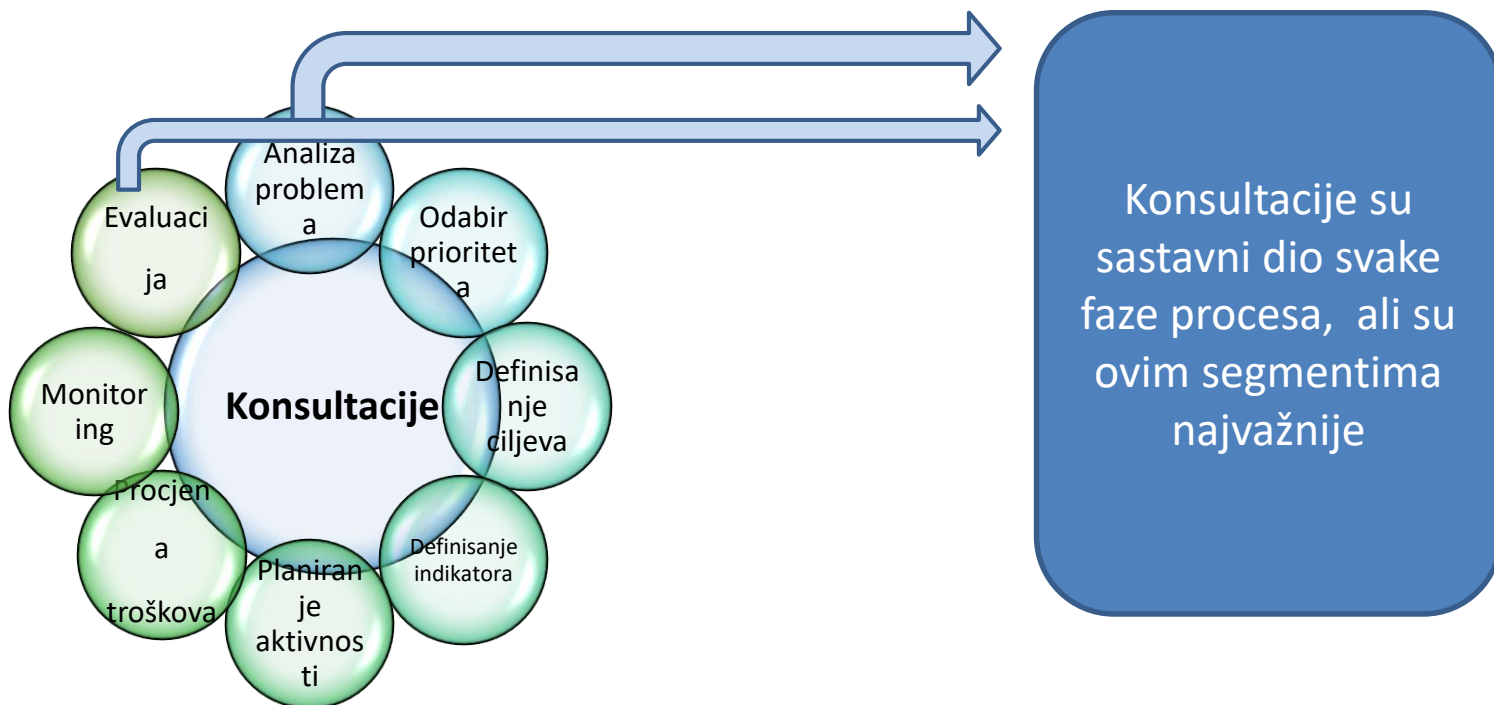 Analiza
problem
a
Odabir
prioritet
a
Definisa
nje
ciljeva
Definisanje
indikatora
Planiran
je
aktivnos
ti
Procjen
a
troškova
Monitor
ing
Evaluaci
ja
Konsultacije
Konsultacije su
sastavni dio svake
faze procesa, ali su
ovim segmentima
najvažnije